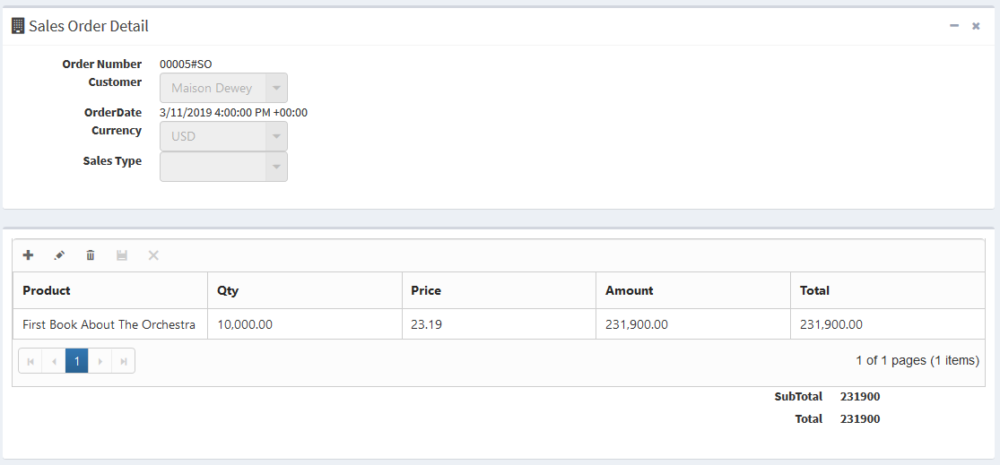 Sales Order Detail
Order Number 00005#SO
Customer Maison Dewey
OrderDate 3/11/2019 4:00:00 PM +00:00
Currency USD
Sales Type
Product Qty Price Amount Total
First Book About The Orchestra 10,000.00 23.19 231,900.00 231,900.00
1 1 of 1 pages (1 items)
SubTotal 231900
Total 231900